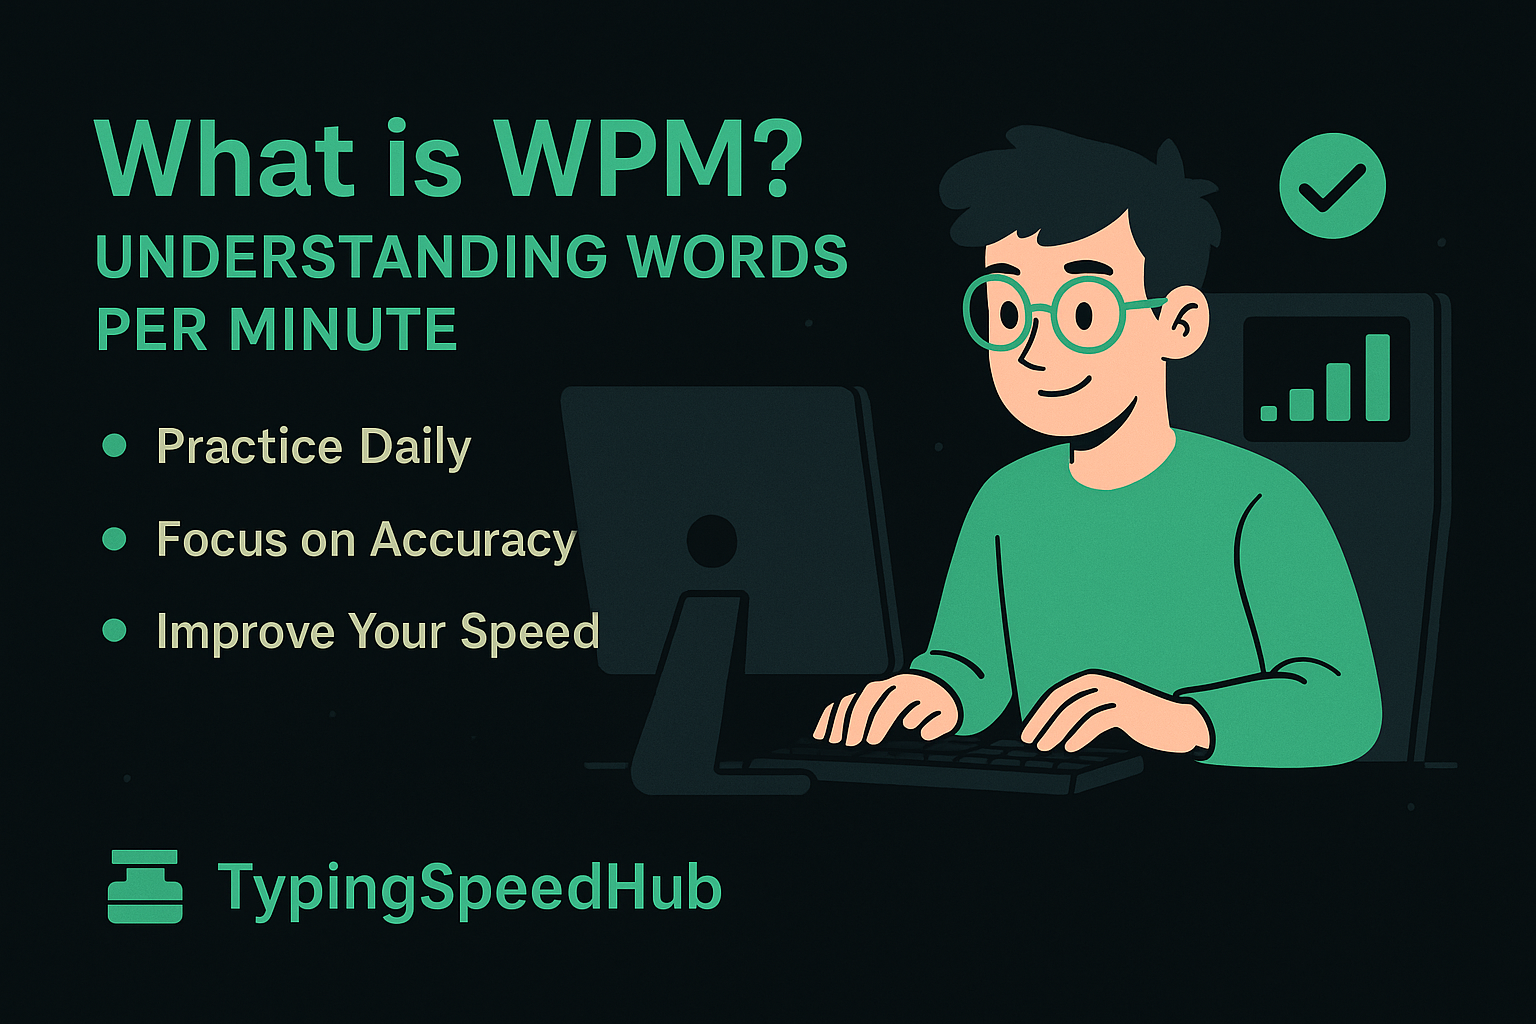 What is WPM?
UNDERSTANDING WORDS
PER MINUTE
Practice Daily
Focus on Accuracy
Improve Your Speed
TypingSpeedHub